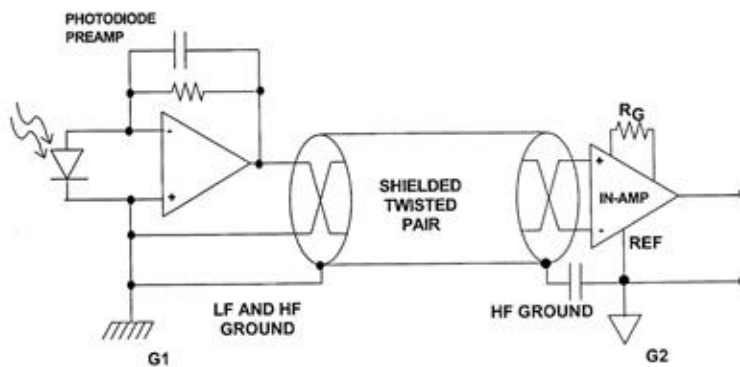 PHOTODIODE
PREAMP
-
+
SHIELDED
TWISTED
PAIR
RG
+
-
IN-AMP
REF
LF AND HF
GROUND
HF GROUND
G1
G2